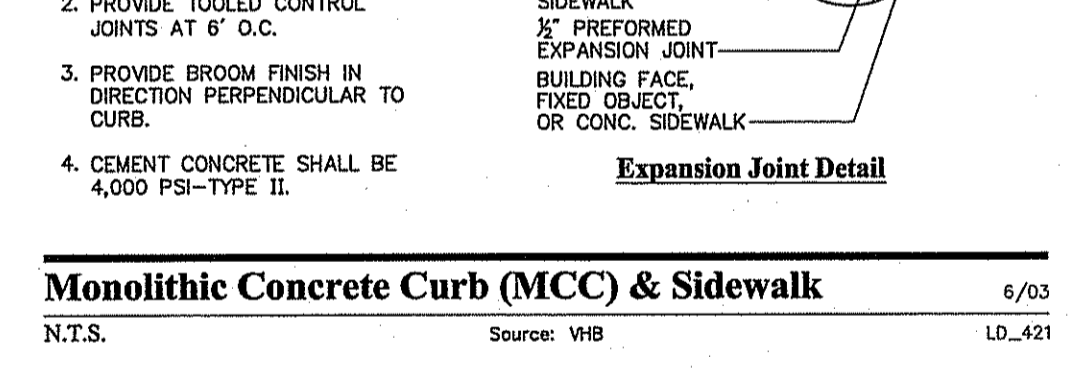 2. PROVIDE TOOLED CONTROL
JOINTS AT 6' O.C.
3. PROVIDE BROOM FINISH IN
DIRECTION PERPENDICULAR TO
CURB.
4. CEMENT CONCRETE SHALL BE
4,000 PSI-TYPE II.
SIDEWALK
½" PREFORMED
EXPANSION JOINT
BUILDING FACE,
FIXED OBJECT,
OR CONC. SIDEWALK
Expansion Joint Detail
Monolithic Concrete Curb (MCC) & Sidewalk
6/03
N.T.S.
Source: VHB
LD_421